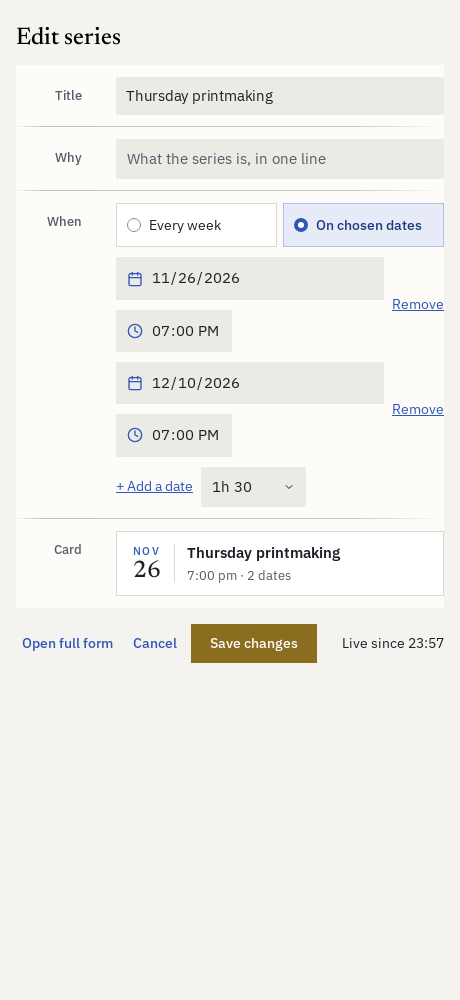 Edit series
Title
Thursday printmaking
Why
What the series is, in one line
When
Every week
On chosen dates
11/26/2026
Remove
07:00 PM
12/10/2026
Remove
07:00 PM
+ Add a date
1h 30
Card
NOV
26
Thursday printmaking
7:00 pm · 2 dates
Open full form
Cancel
Save changes
Live since 23:57